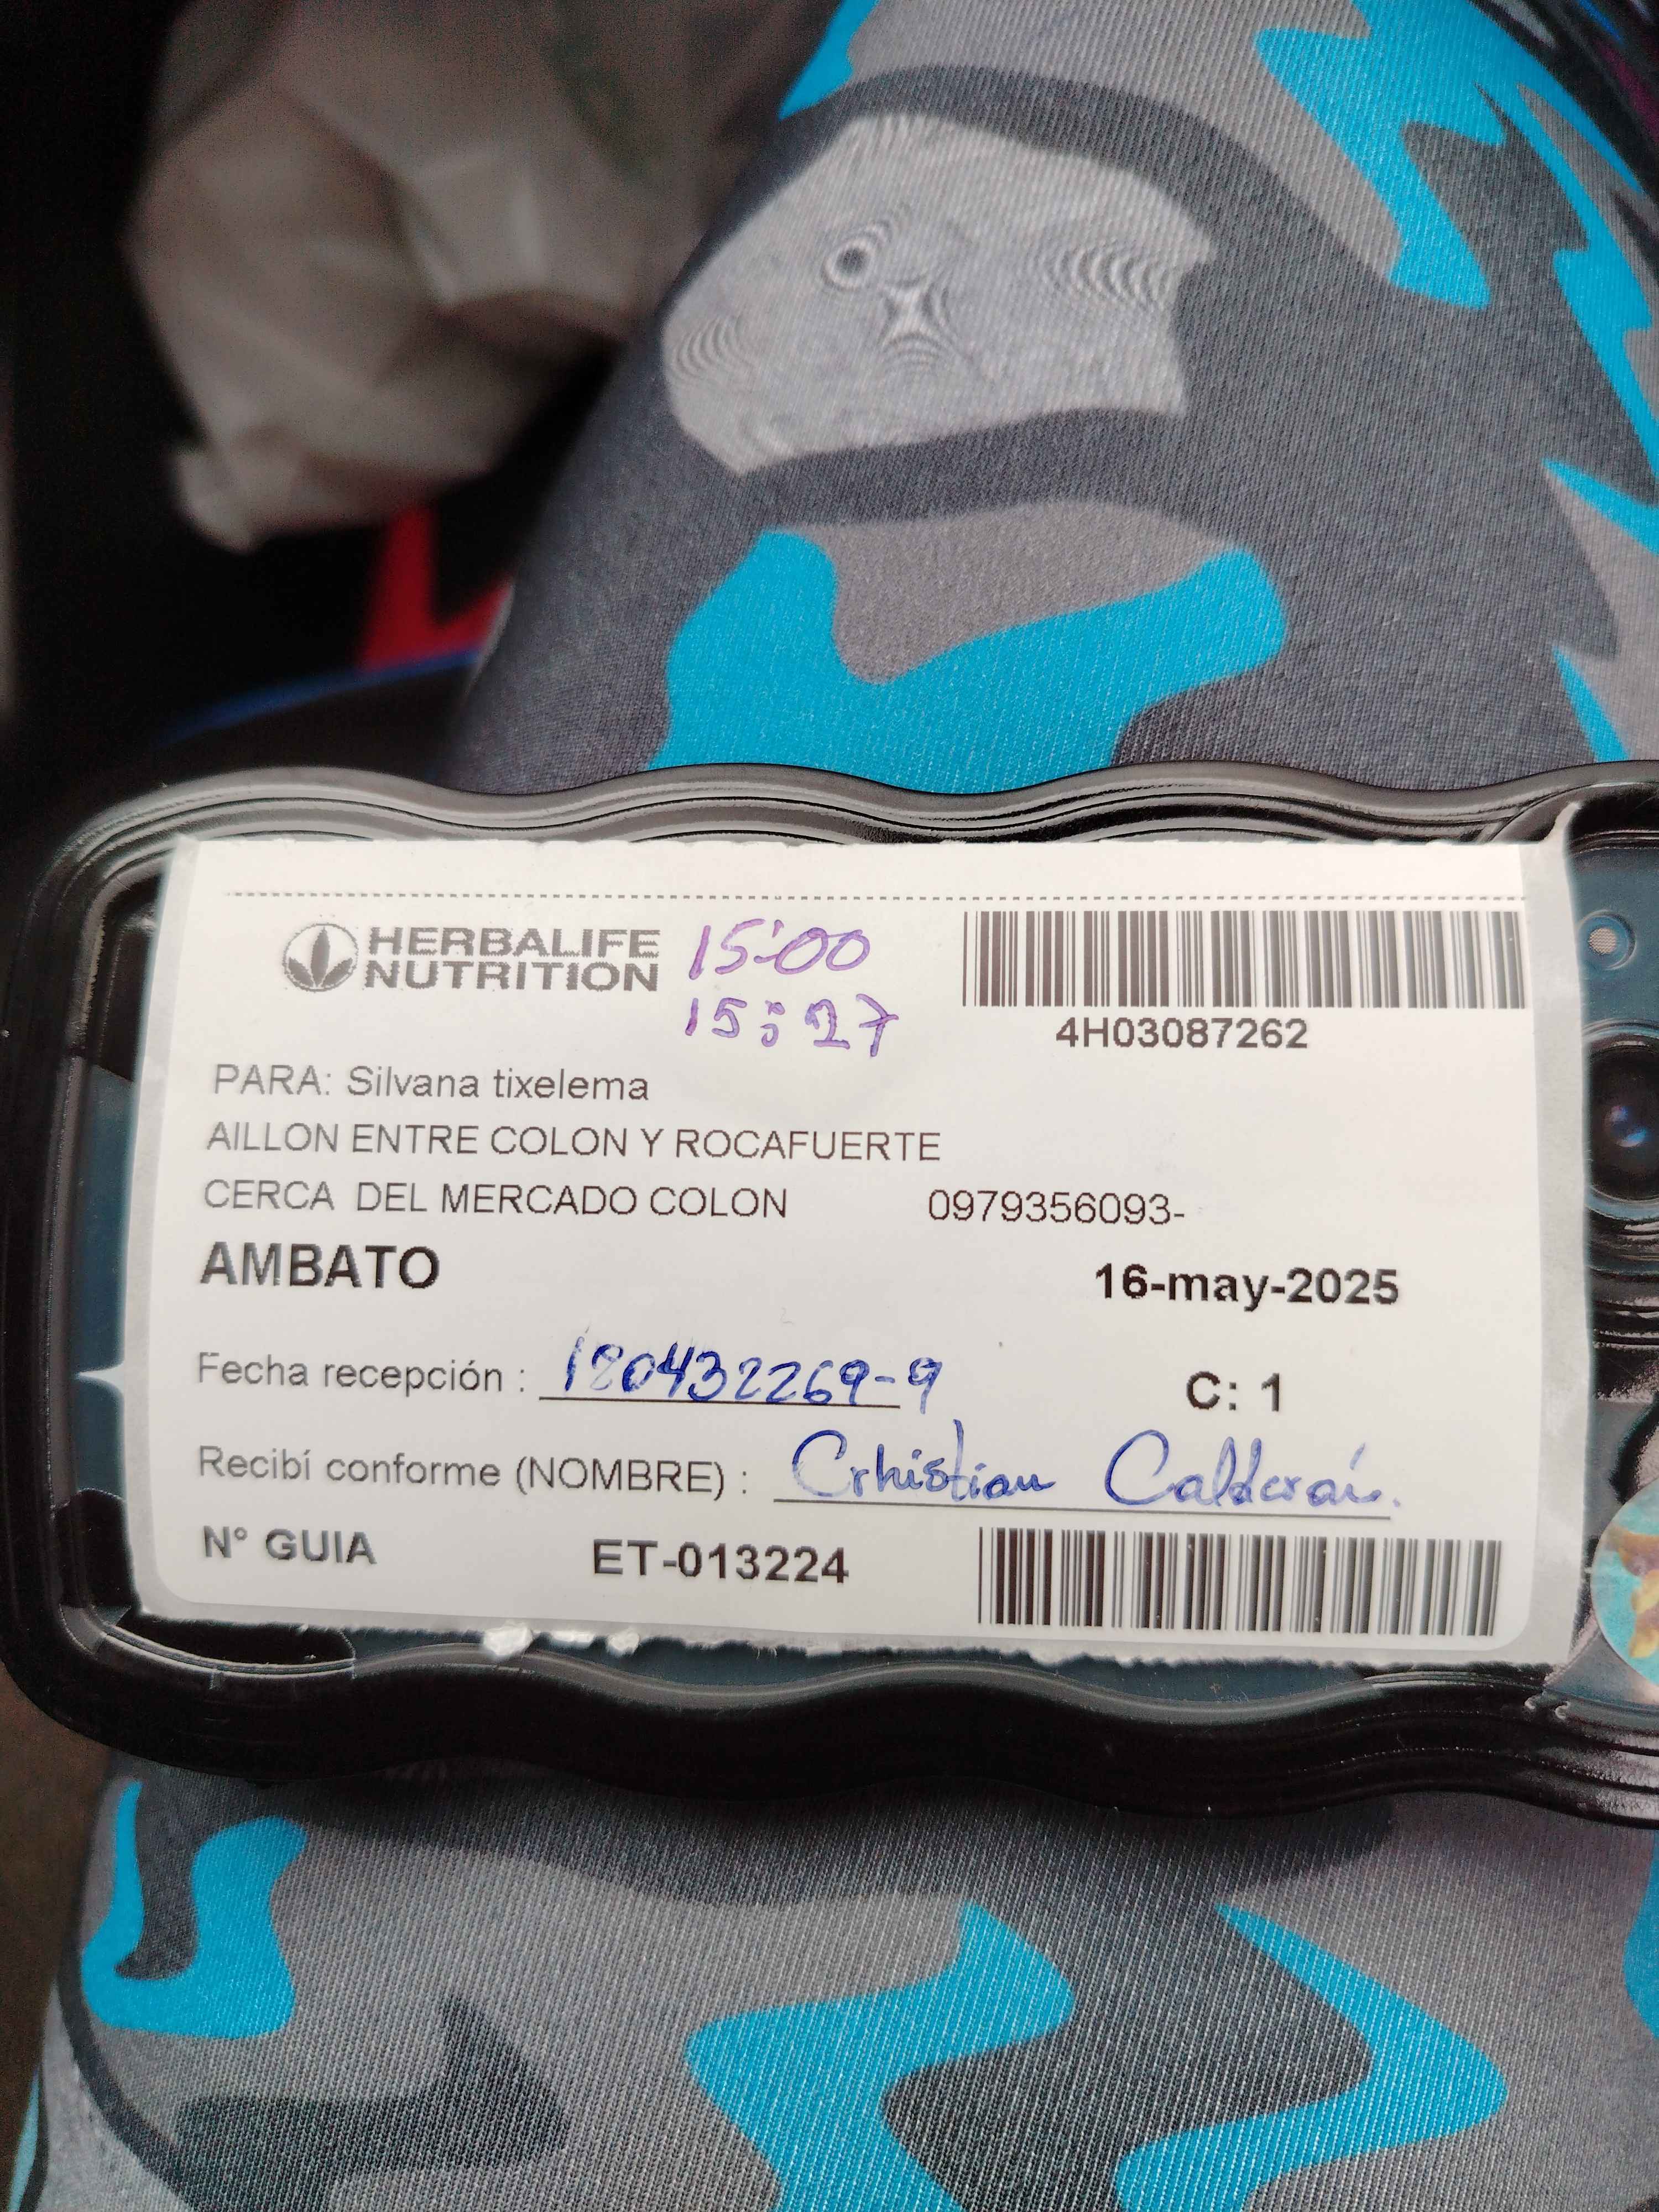 HERBALIFE
NUTRITION
15:00
15:27
4H03087262
PARA: Silvana tixelema
AILLON ENTRE COLON Y ROCAFUERTE
CERCA DEL MERCADO COLON 0979356093-
AMBATO 16-may-2025
Fecha recepción : 180432269-9 C: 1
Recibí conforme (NOMBRE) : Crhistian Calderón.
N° GUIA ET-013224